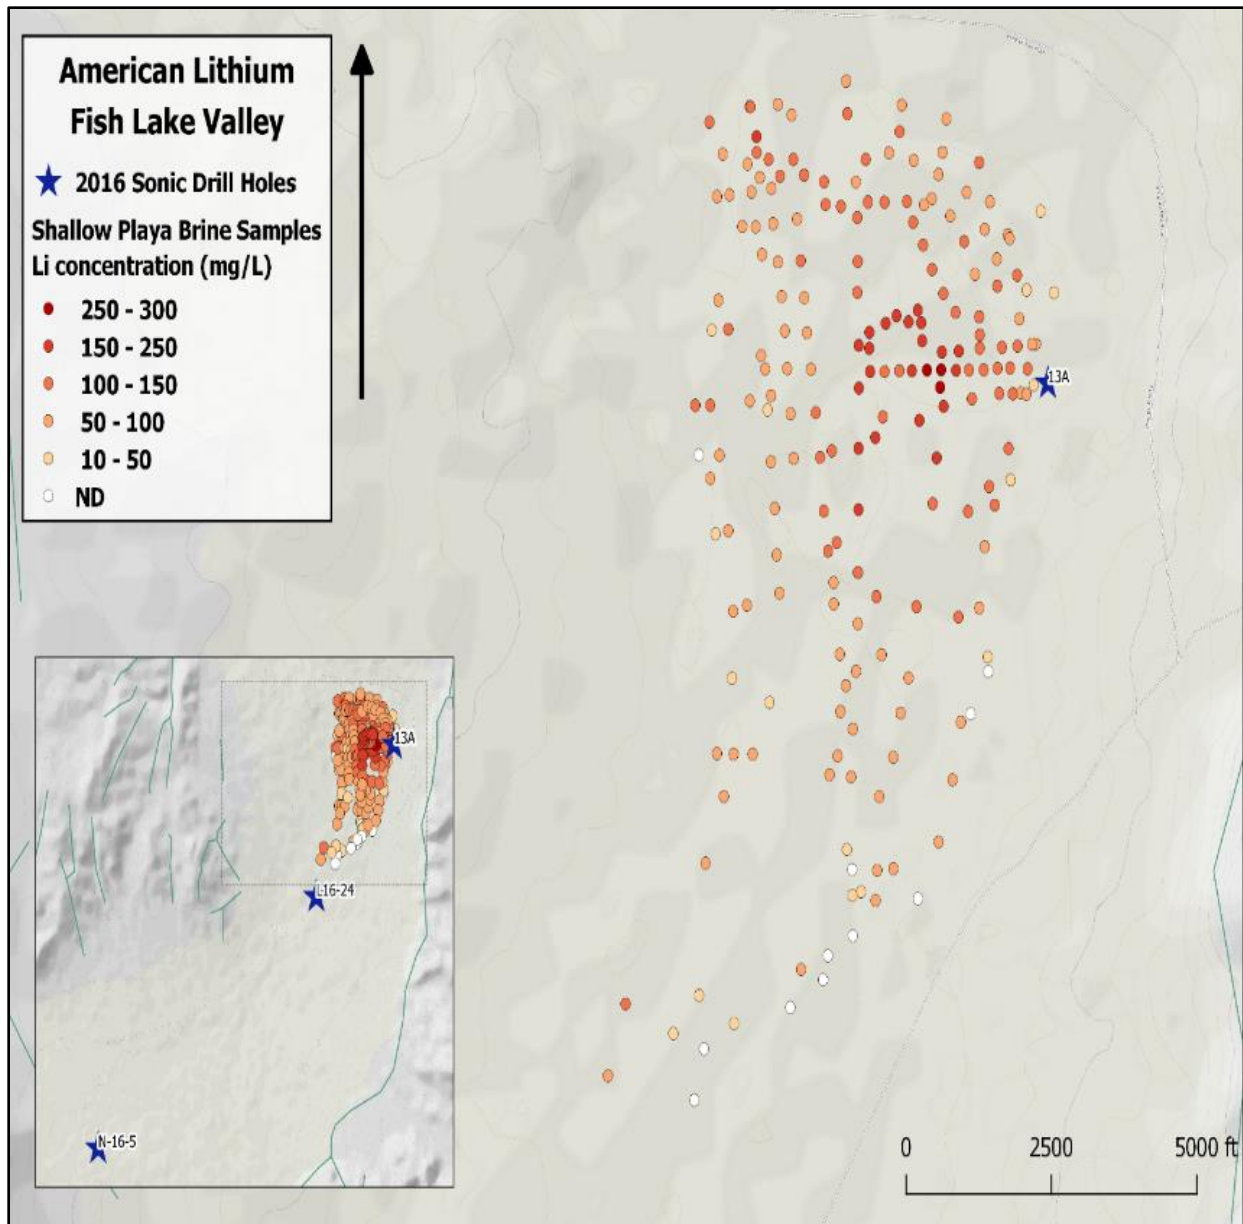 American Lithium
Fish Lake Valley
2016 Sonic Drill Holes
Shallow Playa Brine Samples
Li concentration (mg/L)
250 - 300
150 - 250
100 - 150
50 - 100
10 - 50
ND
13A
13A
L16-24
N-16-5
0 2500 5000 ft